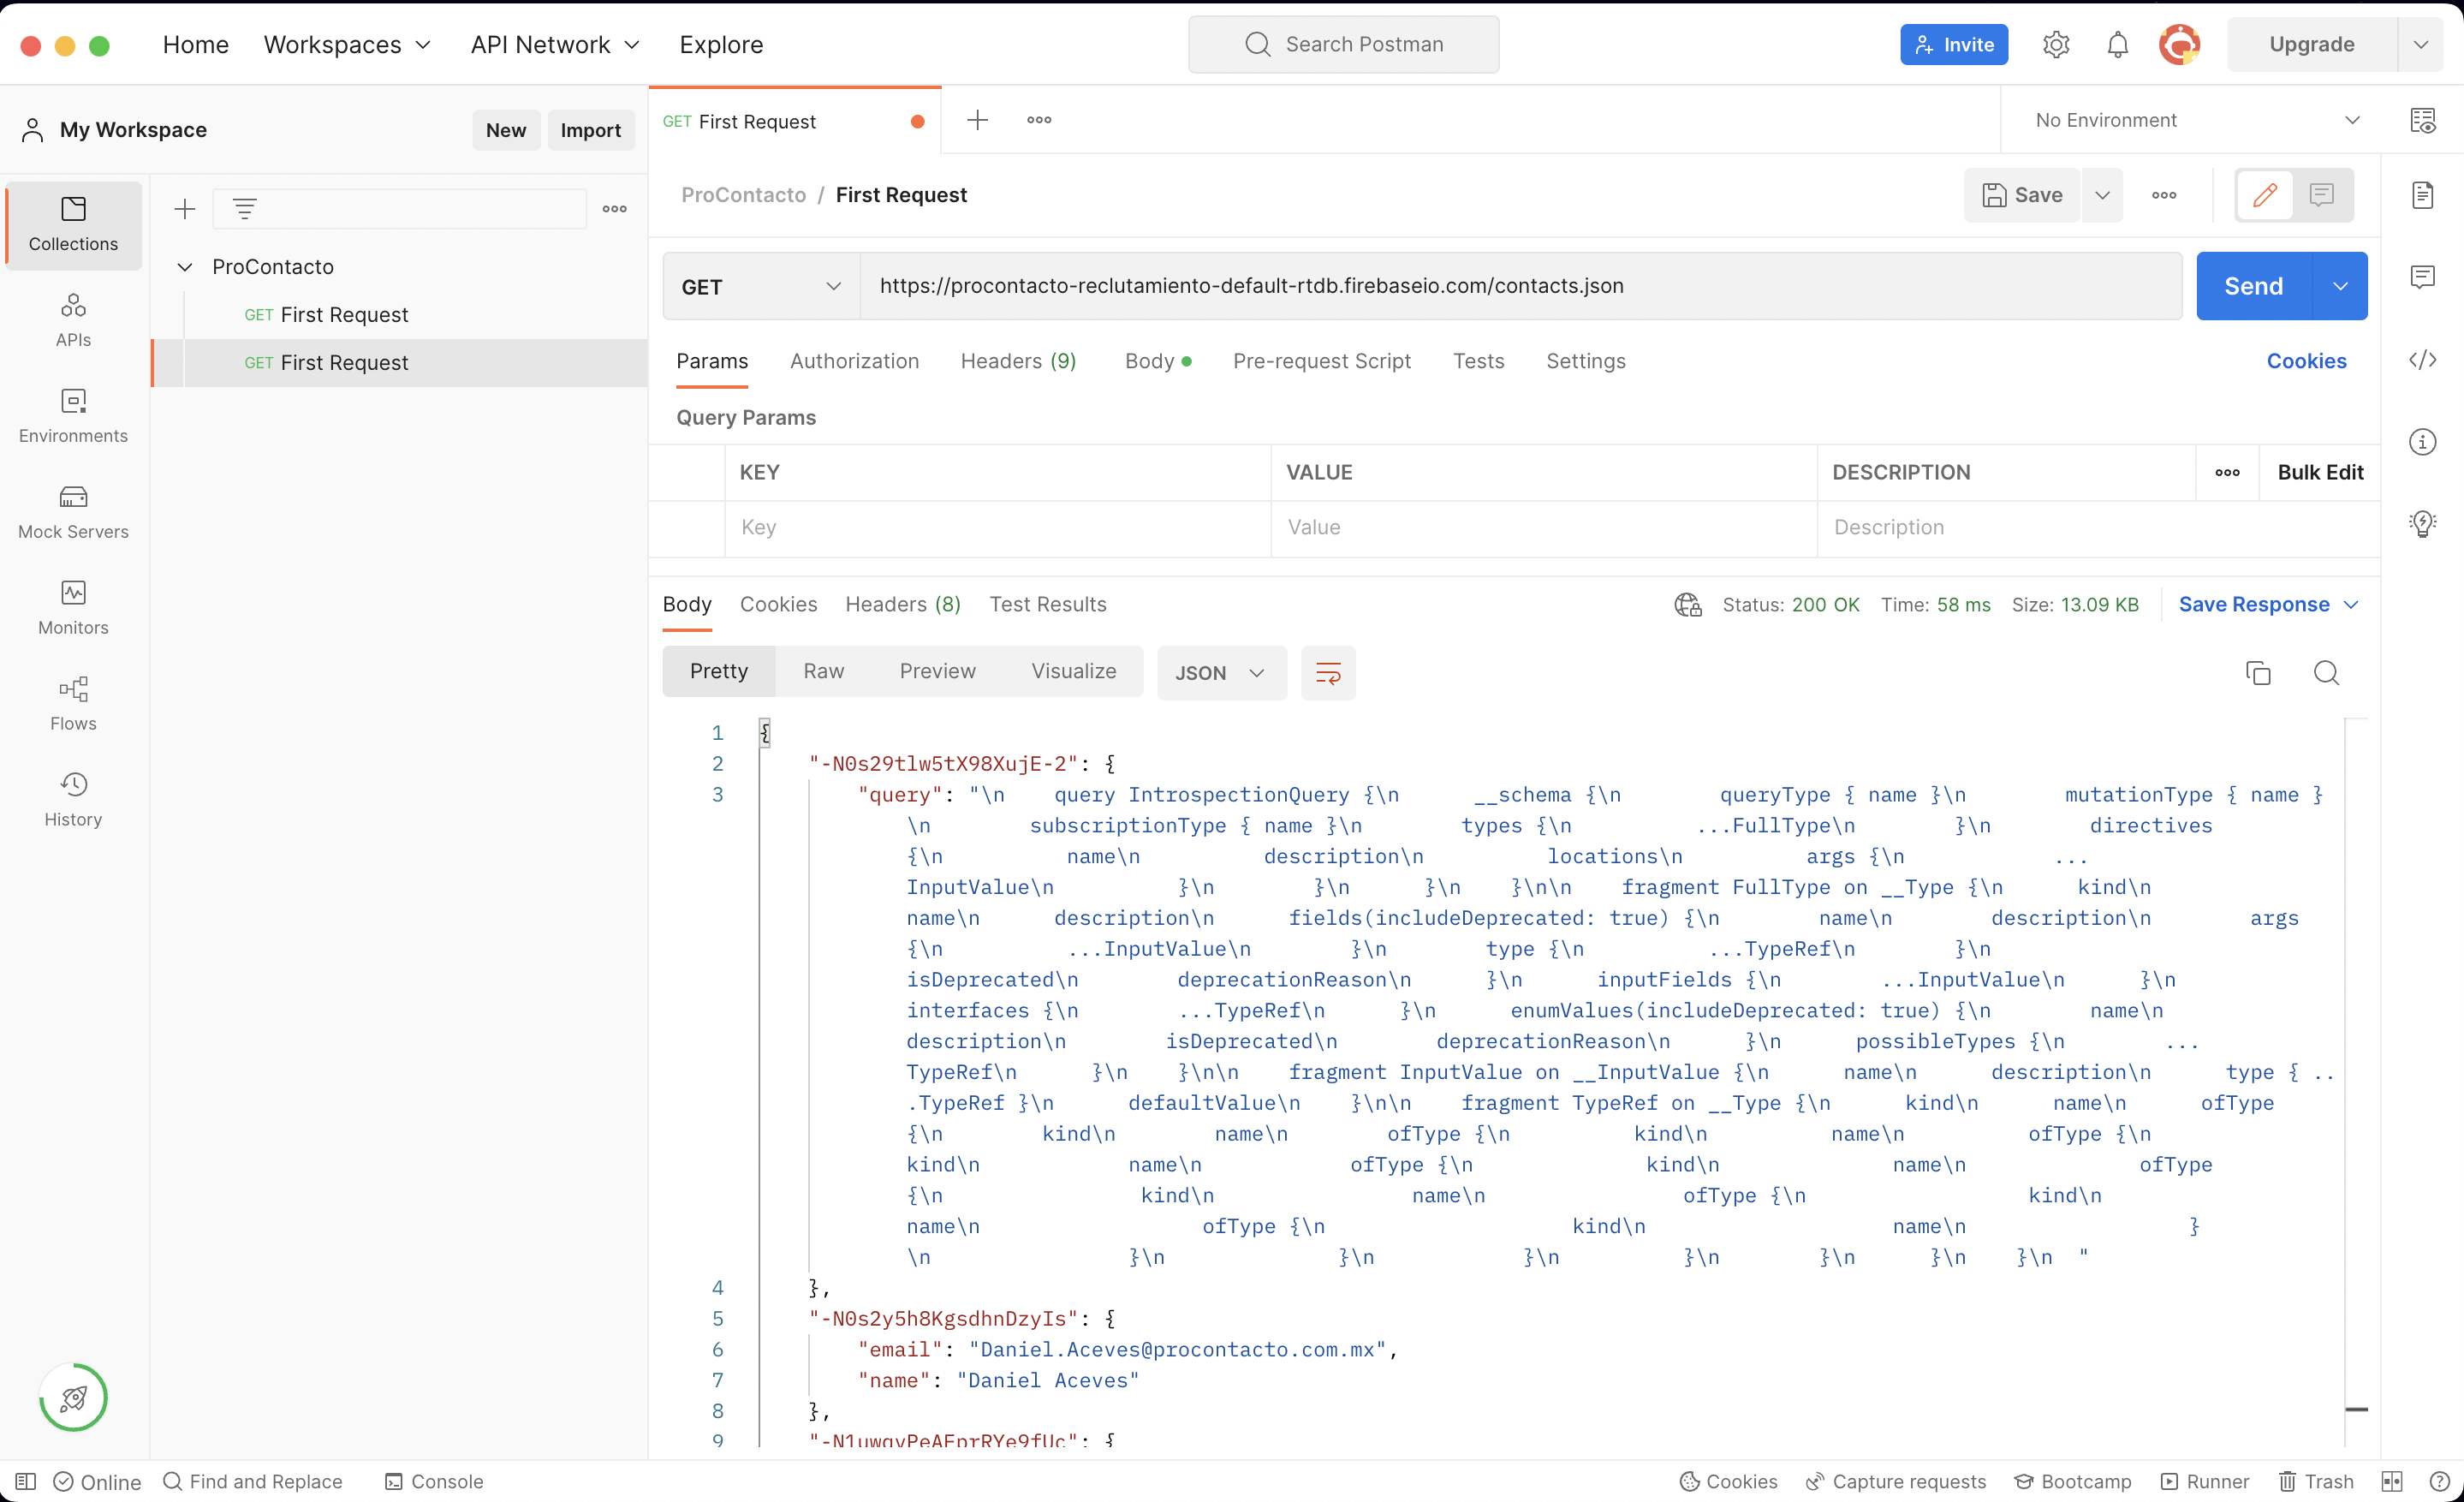 Home Workspaces API Network Explore Search Postman Invite Upgrade
My Workspace New Import
GET First Request No Environment
ProContacto / First Request Save
Collections
APIs
Environments
Mock Servers
Monitors
Flows
History
ProContacto
GET First Request
GET First Request
GET https://procontacto-reclutamiento-default-rtdb.firebaseio.com/contacts.json Send
Params Authorization Headers (9) Body Pre-request Script Tests Settings Cookies
Query Params
KEY VALUE DESCRIPTION Bulk Edit
Key Value Description
Body Cookies Headers (8) Test Results Status: 200 OK Time: 58 ms Size: 13.09 KB Save Response
Pretty Raw Preview Visualize JSON
1 {
2 "-N0s29tlw5tX98XujE-2": {
3 "query": "\n query IntrospectionQuery {\n __schema {\n queryType { name }\n mutationType { name }
\n subscriptionType { name }\n types {\n ...FullType\n }\n directives
{\n name\n description\n locations\n args {\n ...
InputValue\n }\n }\n }\n }\n\n fragment FullType on __Type {\n kind\n
name\n description\n fields(includeDeprecated: true) {\n name\n description\n args
{\n ...InputValue\n }\n type {\n ...TypeRef\n }\n
isDeprecated\n deprecationReason\n }\n inputFields {\n ...InputValue\n }\n
interfaces {\n ...TypeRef\n }\n enumValues(includeDeprecated: true) {\n name\n
description\n isDeprecated\n deprecationReason\n }\n possibleTypes {\n ...
TypeRef\n }\n }\n\n fragment InputValue on __InputValue {\n name\n description\n type { ..
.TypeRef }\n defaultValue\n }\n\n fragment TypeRef on __Type {\n kind\n name\n ofType
{\n kind\n name\n ofType {\n kind\n name\n ofType {\n
kind\n name\n ofType {\n kind\n name\n ofType
{\n kind\n name\n ofType {\n kind\n
name\n ofType {\n kind\n name\n }
\n }\n }\n }\n }\n }\n }\n }\n "
4 },
5 "-N0s2y5h8KgsdhnDzyIs": {
6 "email": "Daniel.Aceves@procontacto.com.mx",
7 "name": "Daniel Aceves"
8 },
9 "-N1uwqvPeAEprRYe9fUc": {
Online Find and Replace Console Cookies Capture requests Bootcamp Runner Trash